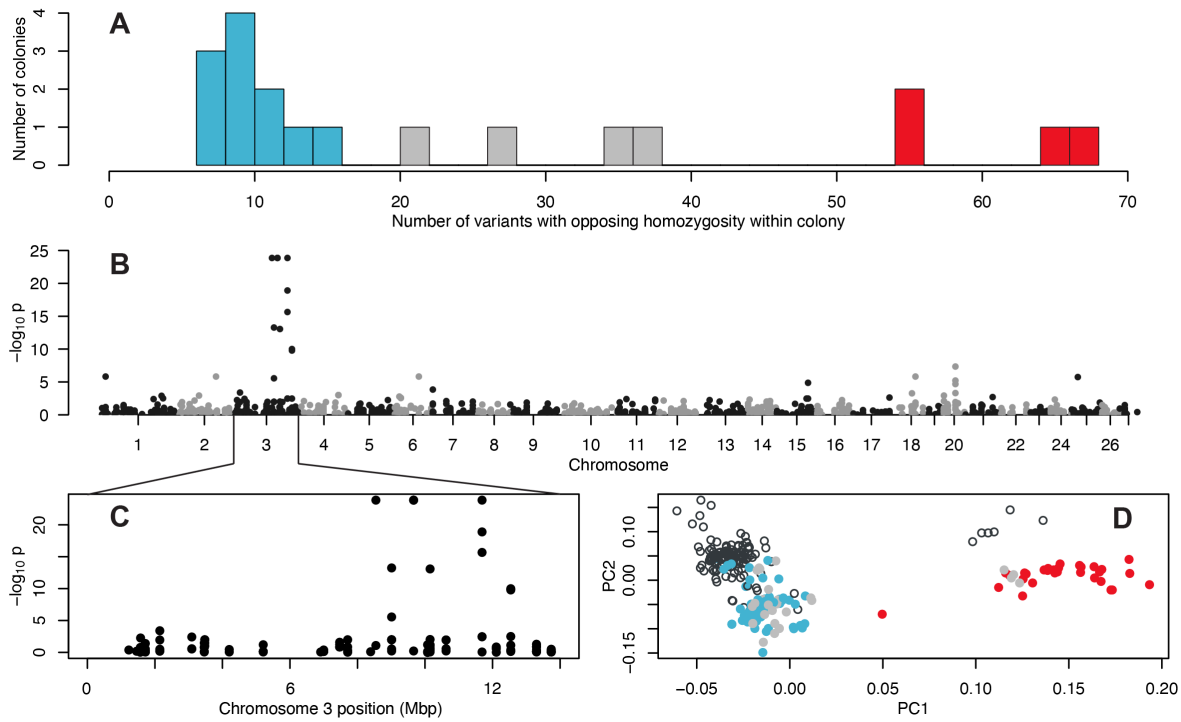 A
Number of colonies
0 1 2 3 4
0 10 20 30 40 50 60 70
Number of variants with opposing homozygosity within colony
B
−log10 p
0 5 10 15 20 25
1 2 3 4 5 6 7 8 9 10 11 12 13 14 15 16 17 18 20 22 24 26
Chromosome
C
−log10 p
0 5 10 20
0 6 12
Chromosome 3 position (Mbp)
D
PC2
−0.15 0.00 0.10
−0.05 0.00 0.05 0.10 0.15 0.20
PC1